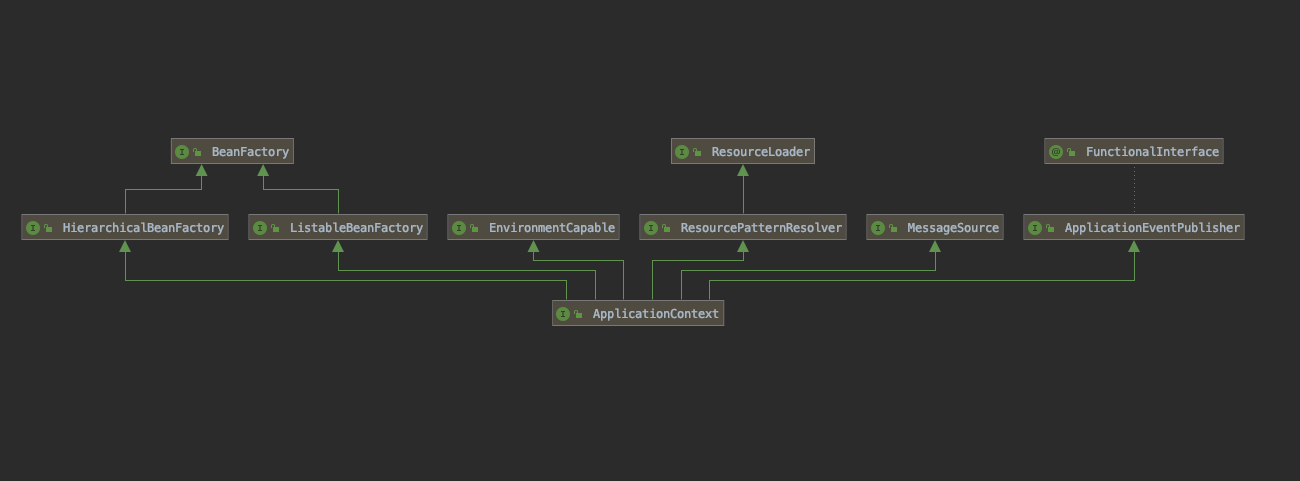 BeanFactory
ResourceLoader
FunctionalInterface
HierarchicalBeanFactory
ListableBeanFactory
EnvironmentCapable
ResourcePatternResolver
MessageSource
ApplicationEventPublisher
ApplicationContext